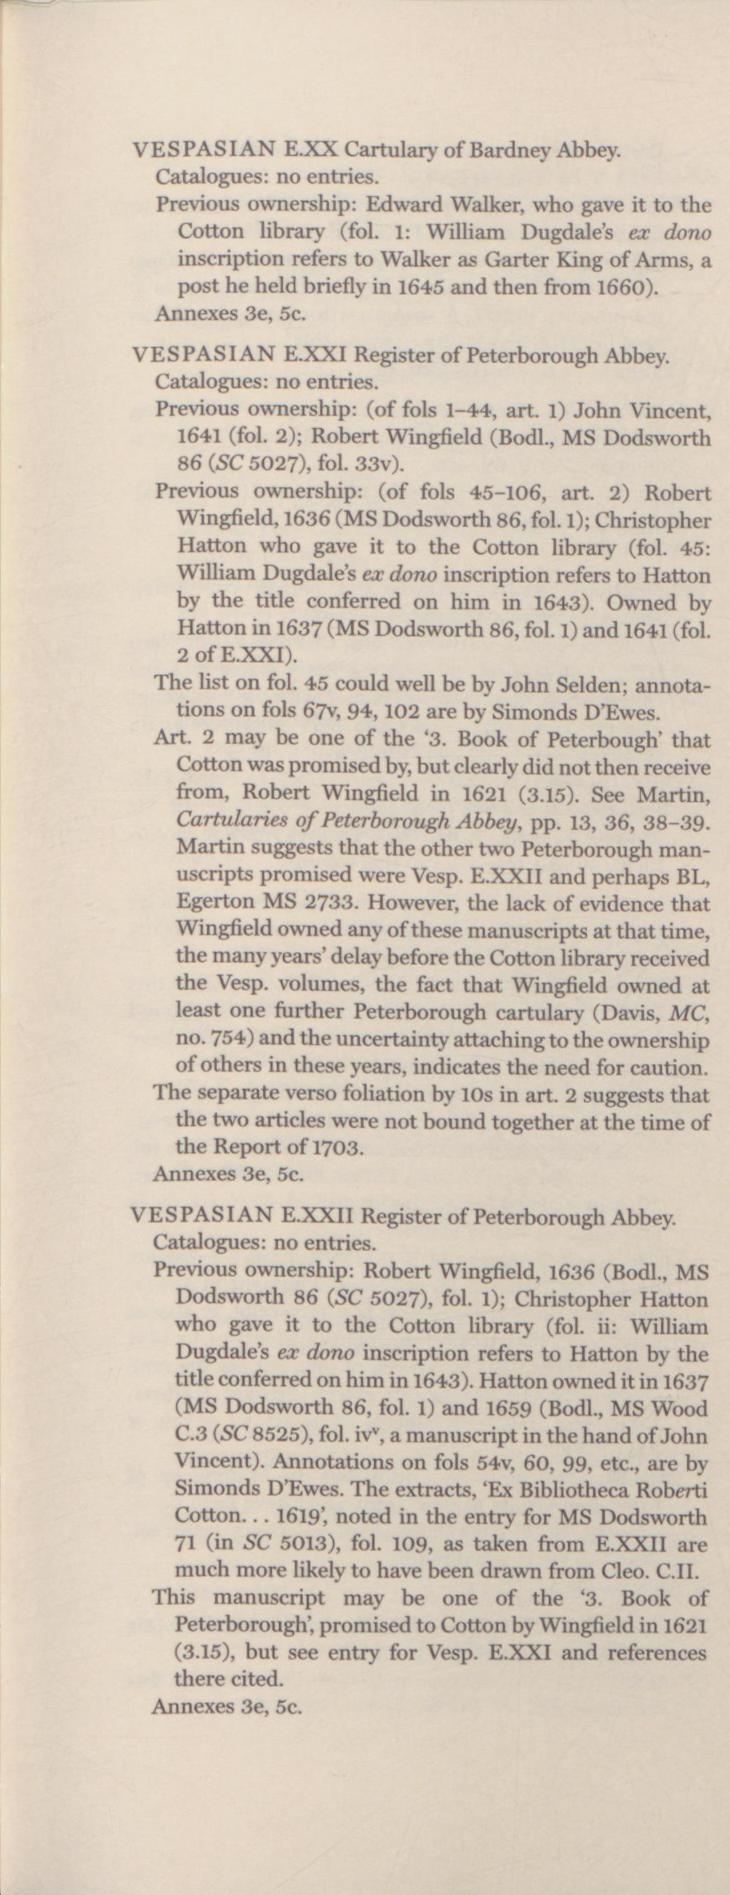 VESPASIAN E.XX Cartulary of Bardney Abbey.
Catalogues: no entries.
Previous ownership: Edward Walker, who gave it to the
Cotton library (fol. 1: William Dugdale's ex dono
inscription refers to Walker as Garter King of Arms, a
post he held briefly in 1645 and then from 1660).
Annexes 3e, 5c.
VESPASIAN E.XXI Register of Peterborough Abbey.
Catalogues: no entries.
Previous ownership: (of fols 1–44, art. 1) John Vincent,
1641 (fol. 2); Robert Wingfield (Bodl., MS Dodsworth
86 (SC 5027), fol. 33v).
Previous ownership: (of fols 45–106, art. 2) Robert
Wingfield, 1636 (MS Dodsworth 86, fol. 1); Christopher
Hatton who gave it to the Cotton library (fol. 45:
William Dugdale's ex dono inscription refers to Hatton
by the title conferred on him in 1643). Owned by
Hatton in 1637 (MS Dodsworth 86, fol. 1) and 1641 (fol.
2 of E.XXI).
The list on fol. 45 could well be by John Selden; annota-
tions on fols 67v, 94, 102 are by Simonds D'Ewes.
Art. 2 may be one of the '3. Book of Peterbough' that
Cotton was promised by, but clearly did not then receive
from, Robert Wingfield in 1621 (3.15). See Martin,
Cartularies of Peterborough Abbey, pp. 13, 36, 38–39.
Martin suggests that the other two Peterborough man-
uscripts promised were Vesp. E.XXII and perhaps BL,
Egerton MS 2733. However, the lack of evidence that
Wingfield owned any of these manuscripts at that time,
the many years' delay before the Cotton library received
the Vesp. volumes, the fact that Wingfield owned at
least one further Peterborough cartulary (Davis, MC,
no. 754) and the uncertainty attaching to the ownership
of others in these years, indicates the need for caution.
The separate verso foliation by 10s in art. 2 suggests that
the two articles were not bound together at the time of
the Report of 1703.
Annexes 3e, 5c.
VESPASIAN E.XXII Register of Peterborough Abbey.
Catalogues: no entries.
Previous ownership: Robert Wingfield, 1636 (Bodl., MS
Dodsworth 86 (SC 5027), fol. 1); Christopher Hatton
who gave it to the Cotton library (fol. ii: William
Dugdale's ex dono inscription refers to Hatton by the
title conferred on him in 1643). Hatton owned it in 1637
(MS Dodsworth 86, fol. 1) and 1659 (Bodl., MS Wood
C.3 (SC 8525), fol. ivᵛ, a manuscript in the hand of John
Vincent). Annotations on fols 54v, 60, 99, etc., are by
Simonds D'Ewes. The extracts, 'Ex Bibliotheca Roberti
Cotton... 1619', noted in the entry for MS Dodsworth
71 (in SC 5013), fol. 109, as taken from E.XXII are
much more likely to have been drawn from Cleo. C.II.
This manuscript may be one of the '3. Book of
Peterborough', promised to Cotton by Wingfield in 1621
(3.15), but see entry for Vesp. E.XXI and references
there cited.
Annexes 3e, 5c.